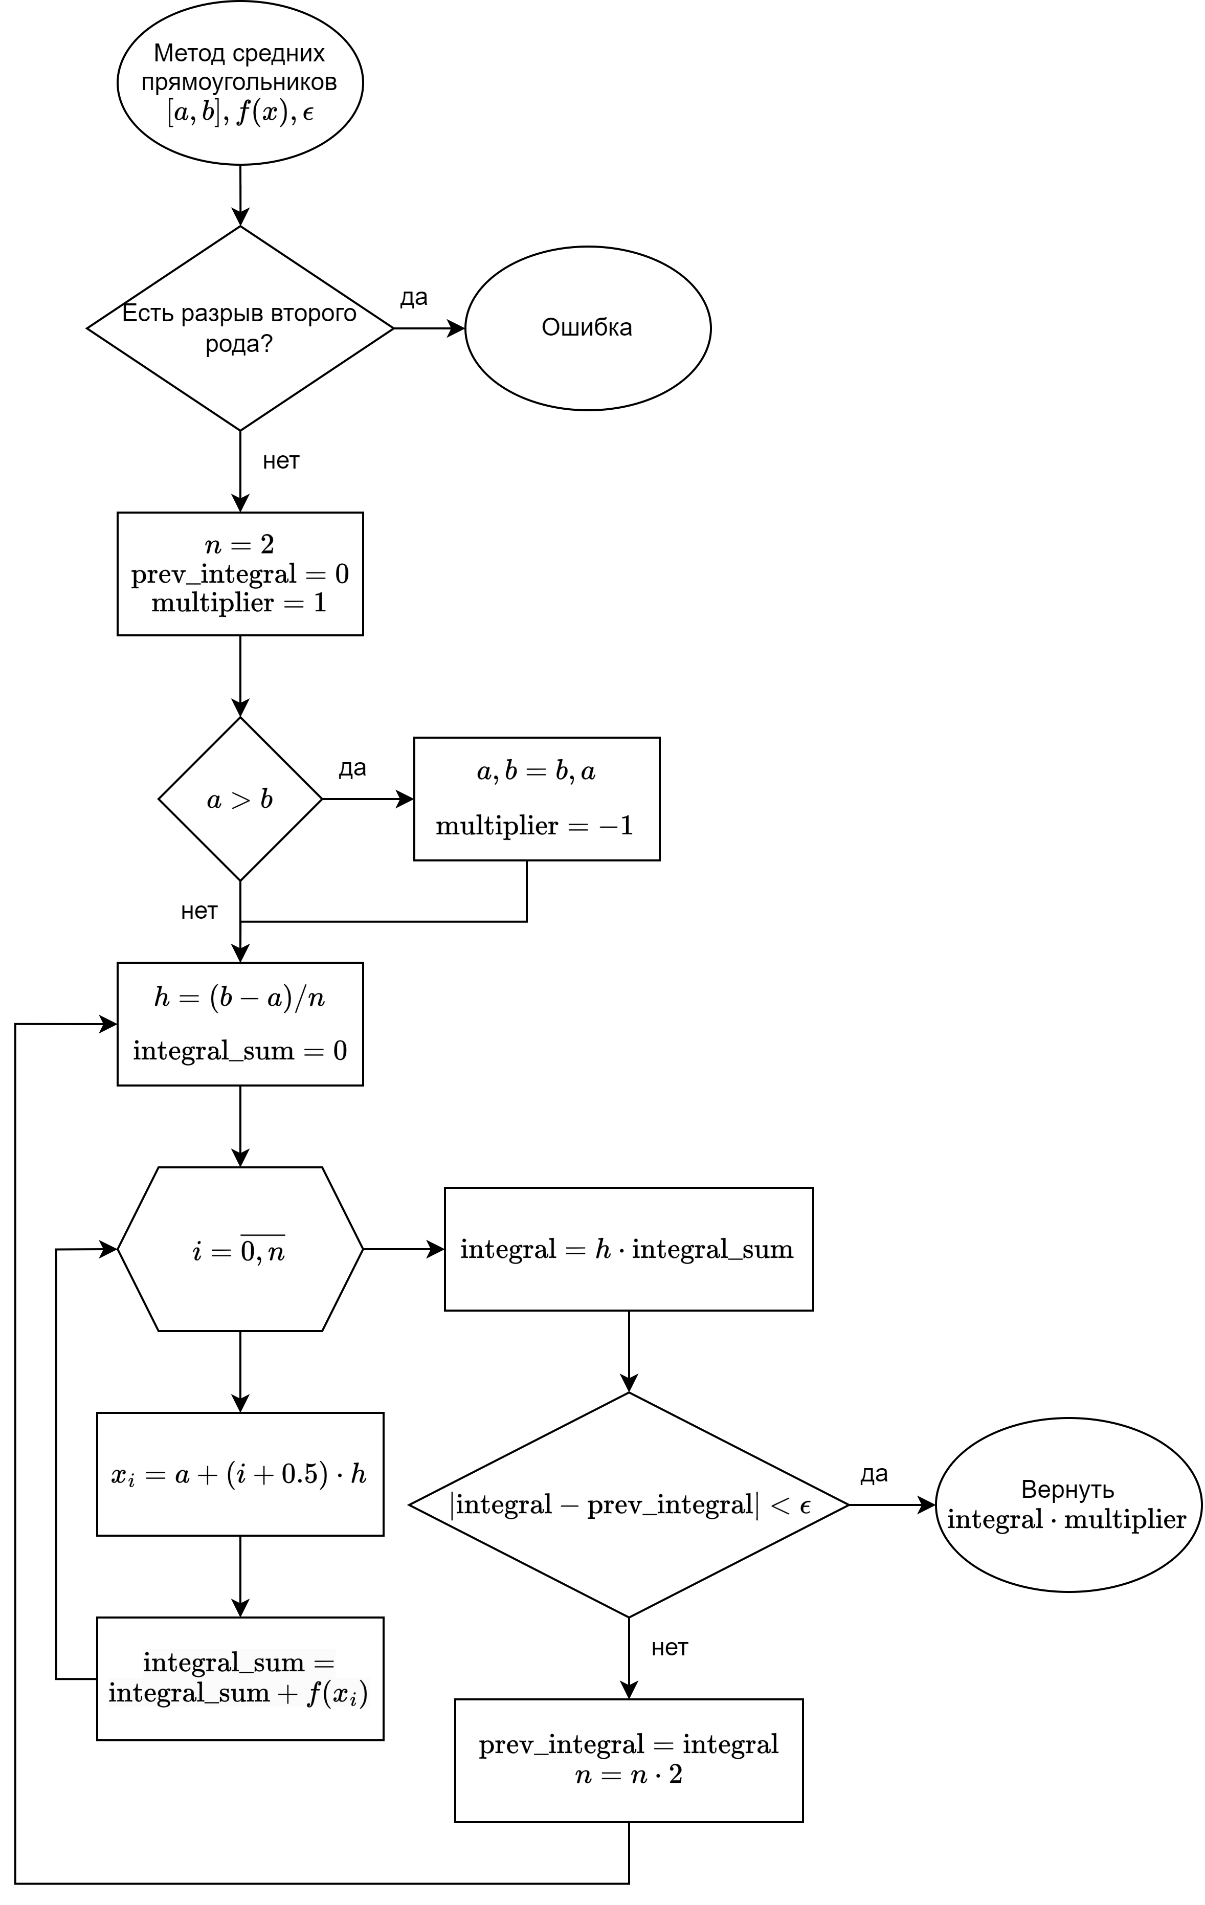 Метод средних
прямоугольников
[a, b], f(x), ϵ
Есть разрыв второго
рода?
да
Ошибка
нет
n = 2
prev_integral = 0
multiplier = 1
a > b
да
a, b = b, a
multiplier = −1
нет
h = (b − a)/n
integral_sum = 0
i = \overline{0, n}
integral = h · integral_sum
x_i = a + (i + 0.5) · h
|integral − prev_integral| < ϵ
да
Вернуть
integral · multiplier
нет
integral_sum =
integral_sum + f(x_i)
prev_integral = integral
n = n · 2